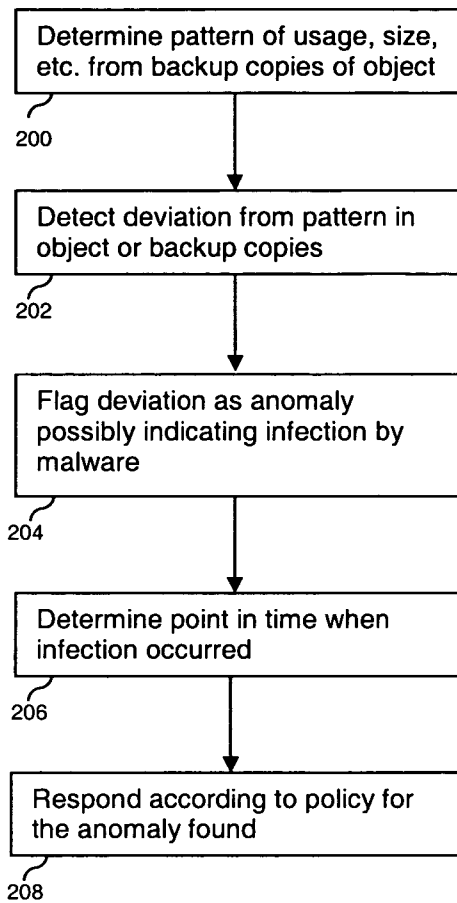 Determine pattern of usage, size,
etc. from backup copies of object
200
Detect deviation from pattern in
object or backup copies
202
Flag deviation as anomaly
possibly indicating infection by
malware
204
Determine point in time when
infection occurred
206
Respond according to policy for
the anomaly found
208